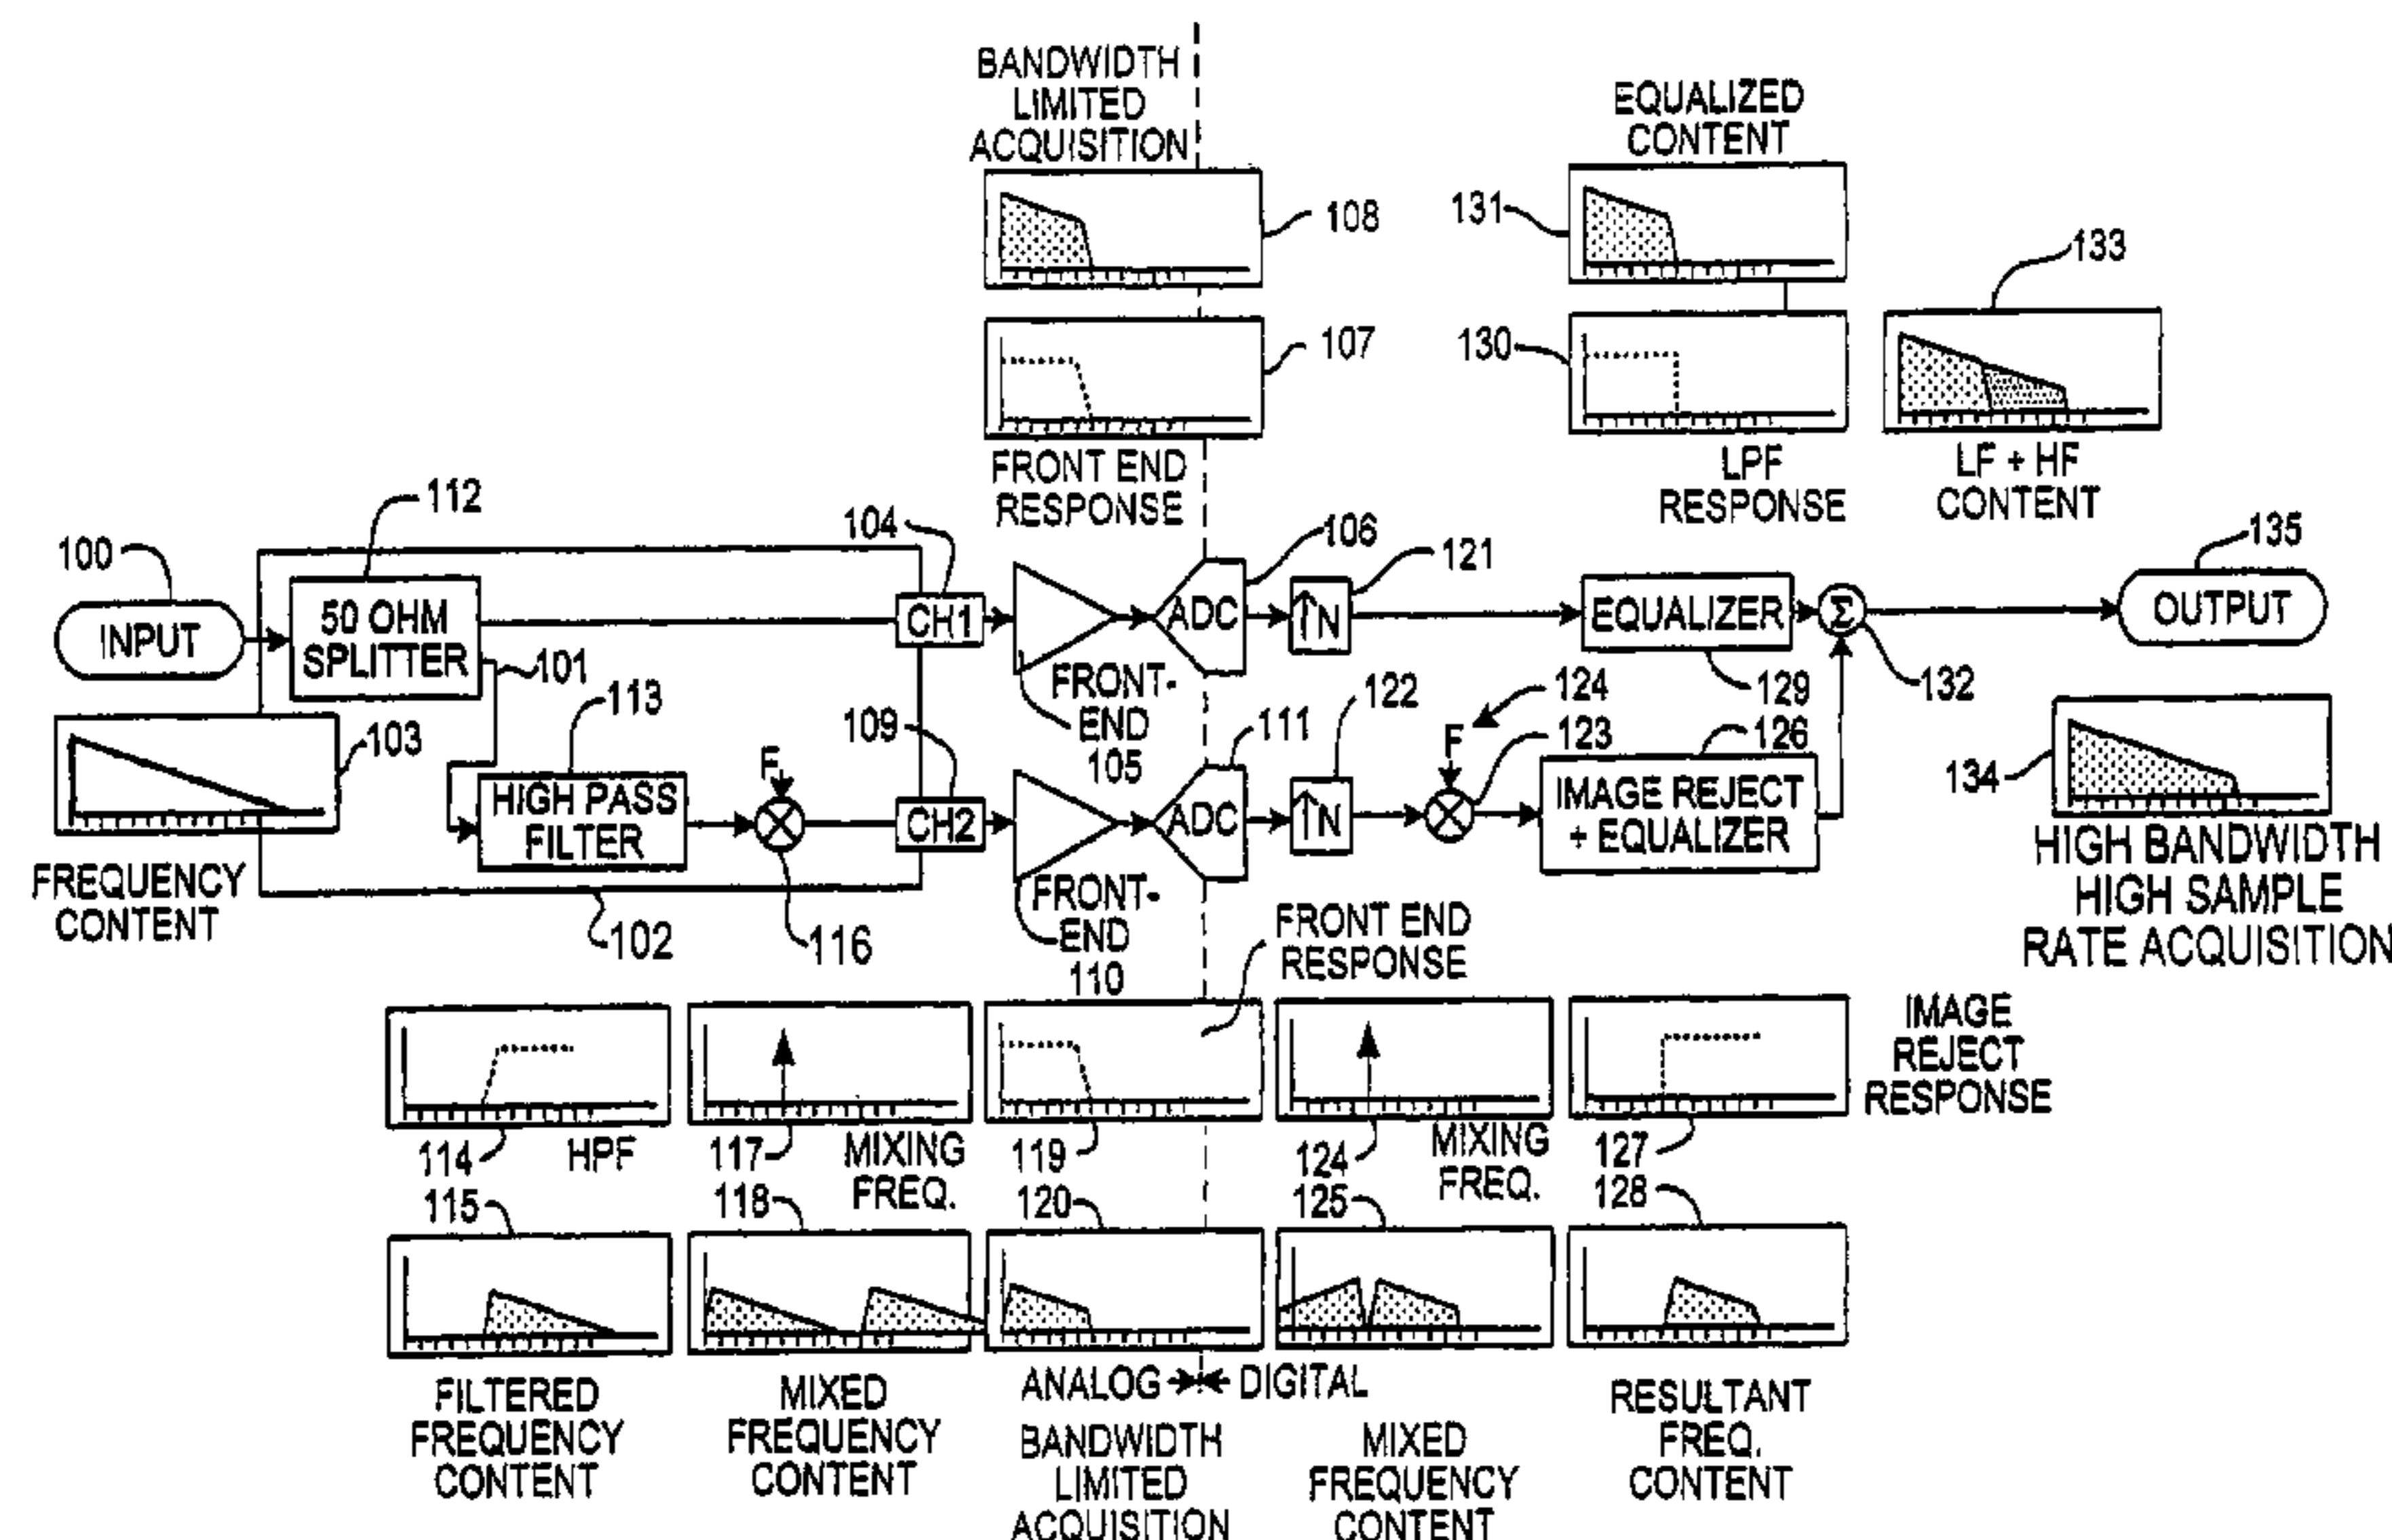 BANDWIDTH
LIMITED
ACQUISITION
108
107
FRONT END
RESPONSE
EQUALIZED
CONTENT
131
130
LPF
RESPONSE
133
LF + HF
CONTENT
112
104
106
121
135
100
INPUT
50 OHM
SPLITTER
101
CH1
FRONT-
END
105
ADC
↑N
EQUALIZER
129
Σ
132
OUTPUT
103
FREQUENCY
CONTENT
113
HIGH PASS
FILTER
F
116
102
109
CH2
FRONT-
END
110
111
ADC
122
↑N
F
124
123
126
IMAGE REJECT
+ EQUALIZER
134
HIGH BANDWIDTH
HIGH SAMPLE
RATE ACQUISITION
FRONT END
RESPONSE
114
HPF
117
MIXING
FREQ.
119
124
MIXING
FREQ.
127
IMAGE
REJECT
RESPONSE
115
FILTERED
FREQUENCY
CONTENT
118
MIXED
FREQUENCY
CONTENT
120
ANALOG
DIGITAL
BANDWIDTH
LIMITED
ACQUISITION
125
MIXED
FREQUENCY
CONTENT
128
RESULTANT
FREQ.
CONTENT